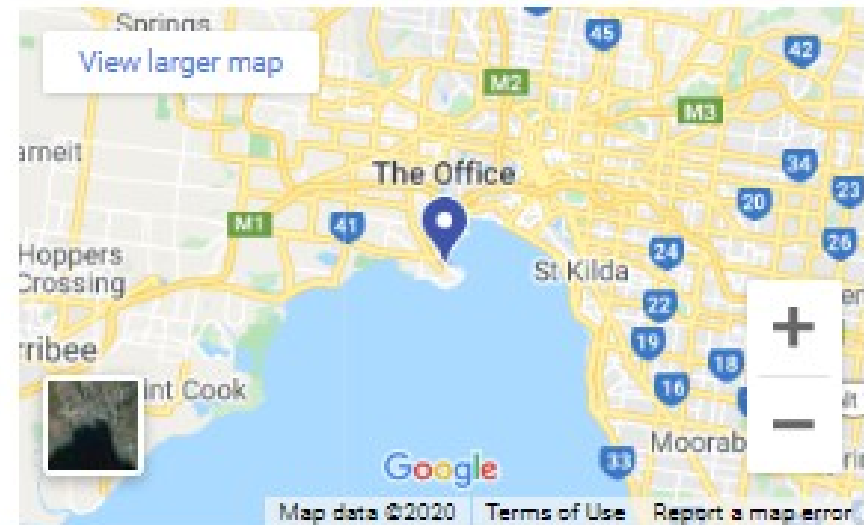 Springs
45
42
View larger map
M2
M3
arneit
The Office
34
23
20
M1
41
26
Hoppers
Crossing
24
St Kilda
22
rribee
19
18
int Cook
16
Moorab
33
Google
Map data ©2020
Terms of Use
Report a map error